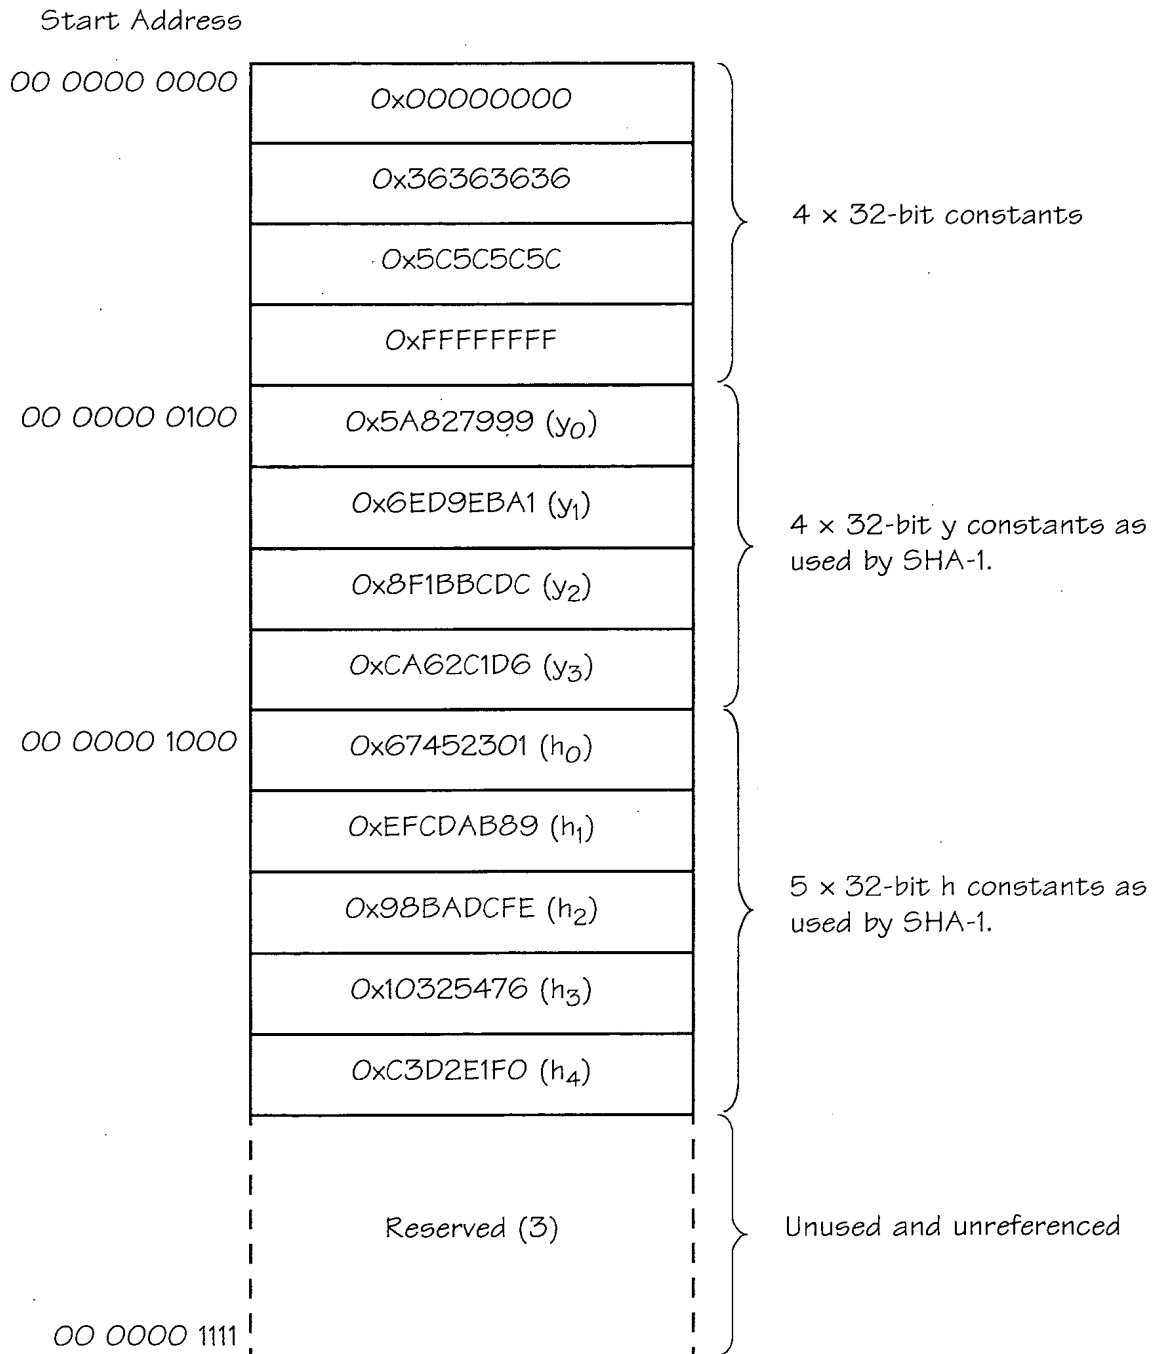 Start Address
00 0000 0000
0x00000000
0x36363636
0x5C5C5C5C
0xFFFFFFFF
4 x 32-bit constants
00 0000 0100
0x5A827999 (y0)
0x6ED9EBA1 (y1)
0x8F1BBCDC (y2)
0xCA62C1D6 (y3)
4 x 32-bit y constants as
used by SHA-1.
00 0000 1000
0x67452301 (h0)
0xEFCDAB89 (h1)
0x98BADCFE (h2)
0x10325476 (h3)
0xC3D2E1F0 (h4)
5 x 32-bit h constants as
used by SHA-1.
Reserved (3)
Unused and unreferenced
00 0000 1111